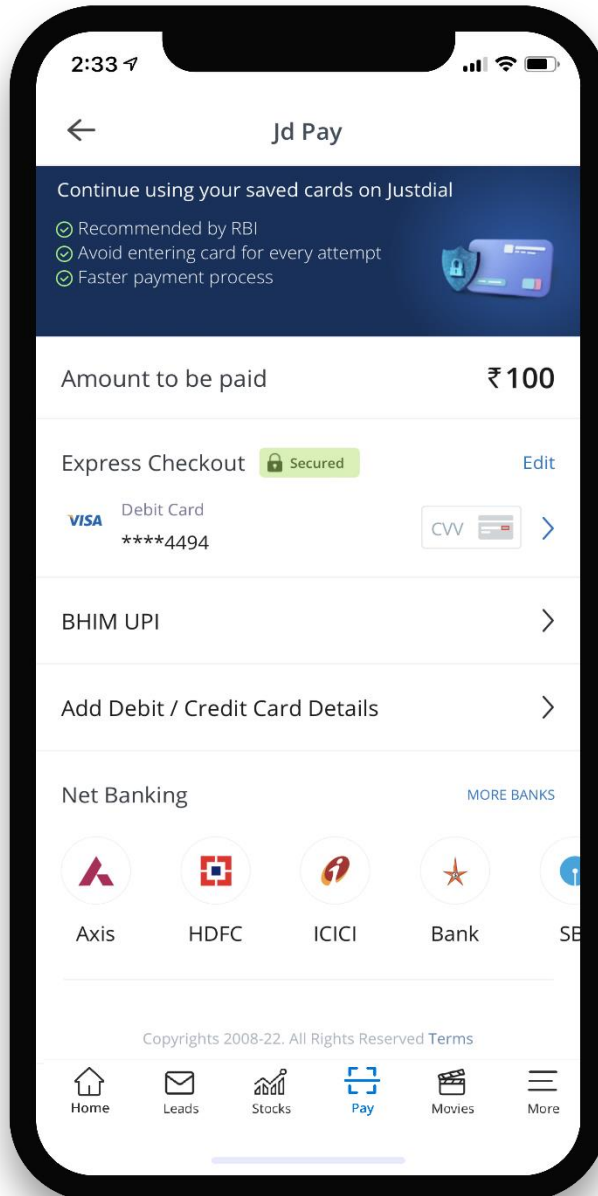 2:33
Jd Pay
Continue using your saved cards on Justdial
Recommended by RBI
Avoid entering card for every attempt
Faster payment process
Amount to be paid ₹100
Express Checkout Secured Edit
VISA Debit Card
****4494 CVV
BHIM UPI
Add Debit / Credit Card Details
Net Banking MORE BANKS
Axis HDFC ICICI Bank SB
Copyrights 2008-22. All Rights Reserved Terms
Home Leads Stocks Pay Movies More